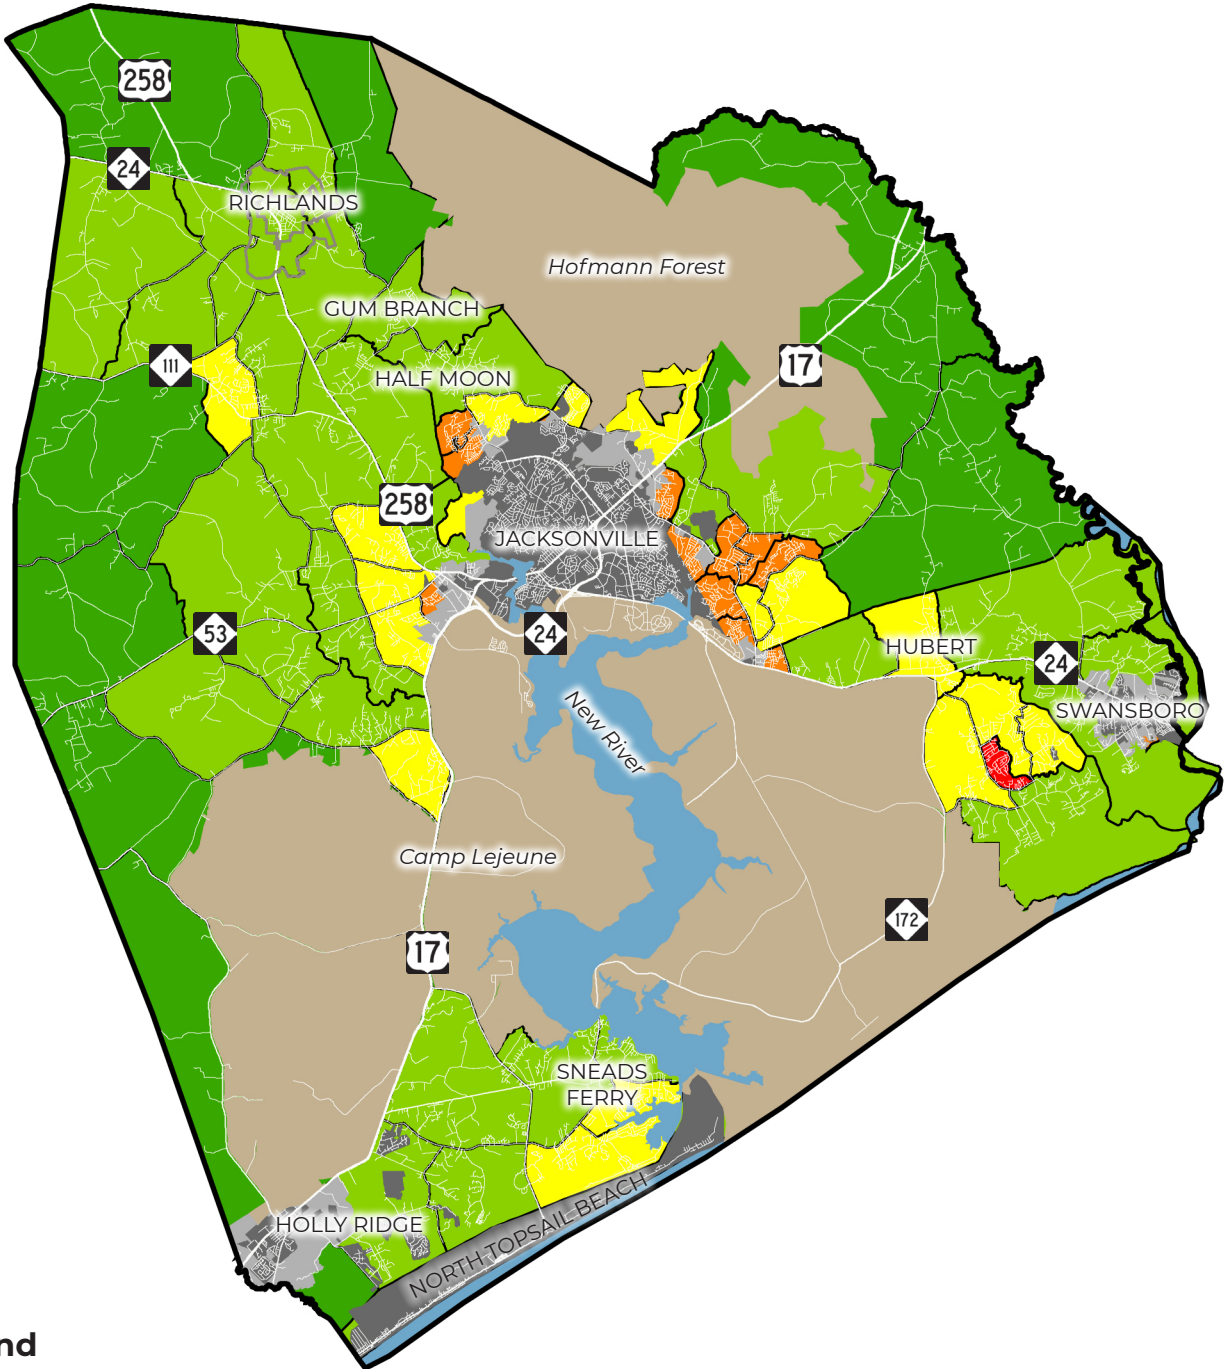 258
24
RICHLANDS
Hofmann Forest
GUM BRANCH
111
17
HALF MOON
258
JACKSONVILLE
53
24
HUBERT
24
SWANSBORO
New River
Camp Lejeune
172
17
SNEADS
FERRY
HOLLY RIDGE
NORTH TOPSAIL BEACH
nd